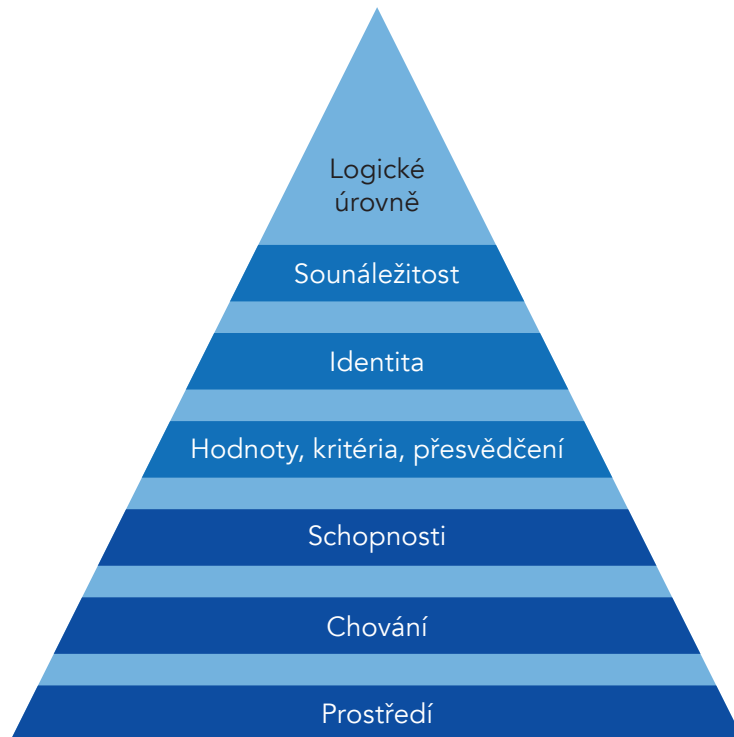 Logické
úrovně
Sounáležitost
Identita
Hodnoty, kritéria, přesvědčení
Schopnosti
Chování
Prostředí